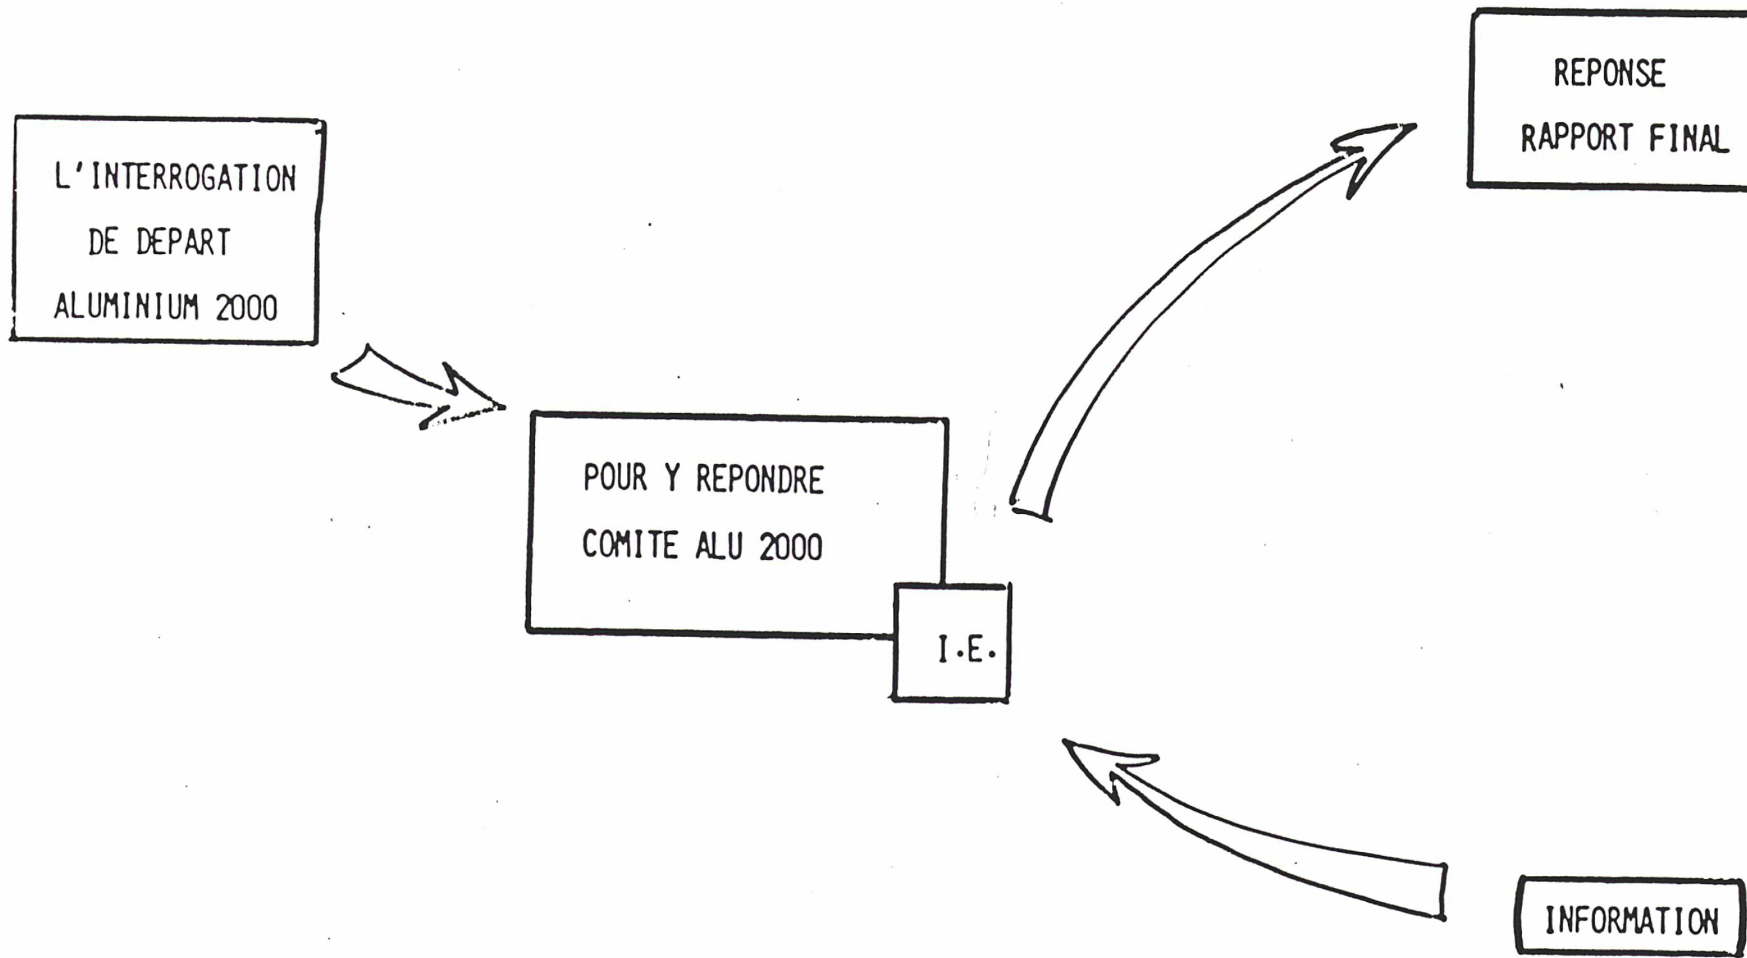 L'INTERROGATION
DE DEPART
ALUMINIUM 2000
POUR Y REPONDRE
COMITE ALU 2000
I.E.
REPONSE
RAPPORT FINAL
INFORMATION